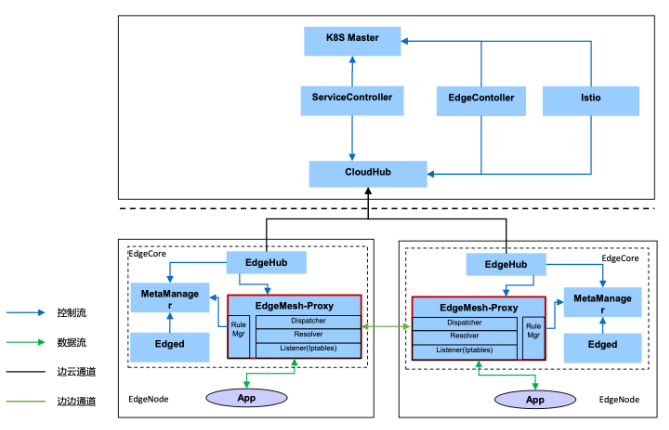 K8S Master
ServiceController
EdgeContoller
Istio
CloudHub
EdgeCore
EdgeHub
MetaManage
r
EdgeMesh-Proxy
Rule
Mgr
Dispatcher
Resolver
Listener(Iptables)
Edged
App
EdgeNode
EdgeCore
EdgeHub
MetaManage
r
EdgeMesh-Proxy
Dispatcher
Resolver
Listener(Iptables)
Rule
Mgr
Edged
App
EdgeNode
控制流
数据流
边云通道
边边通道